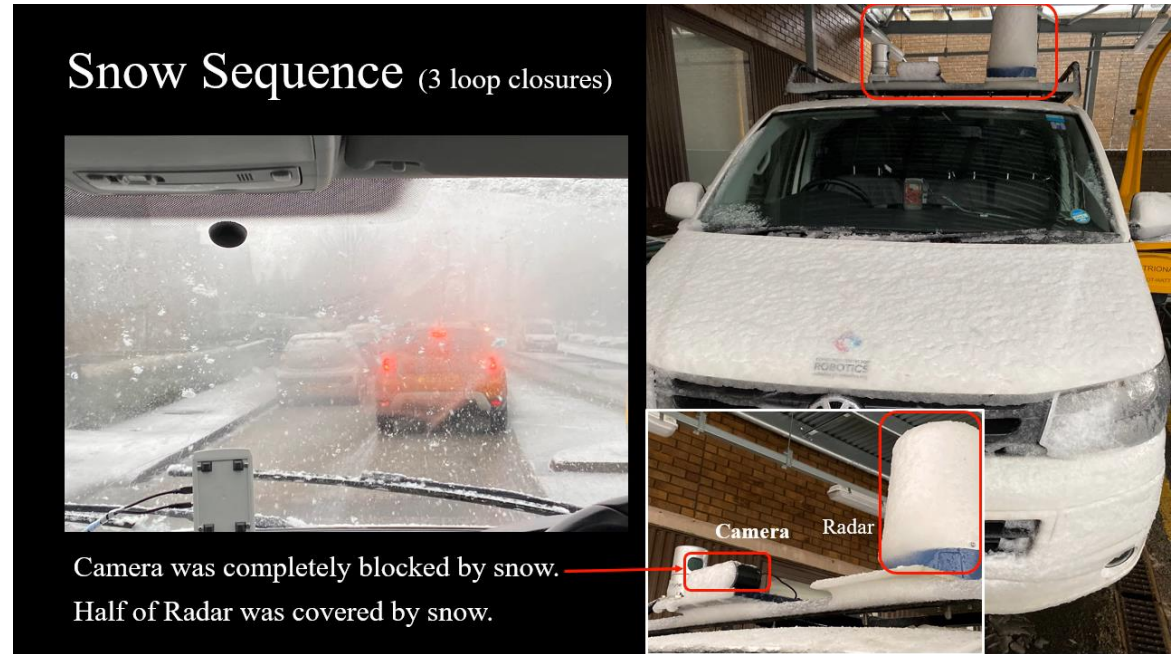 Snow Sequence (3 loop closures)
Camera was completely blocked by snow.
Half of Radar was covered by snow.
Camera
Radar
ROBOTICS